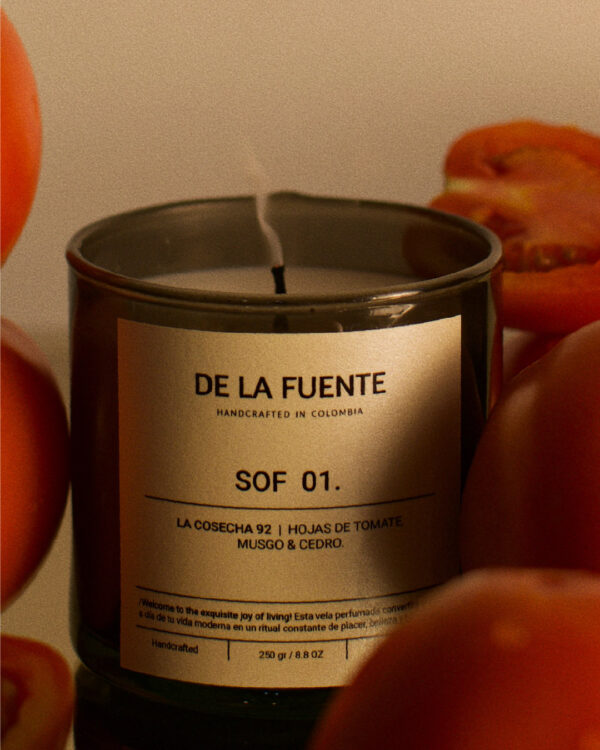 DE LA FUENTE
HANDCRAFTED IN COLOMBIA
SOF 01.
LA COSECHA 92 | HOJAS DE TOMATE,
MUSGO & CEDRO.
¡Welcome to the exquisite joy of living! Esta vela perfumada
día de tu vida moderna en un ritual constante de placer, belleza
Handcrafted
250 gr / 8.8 OZ